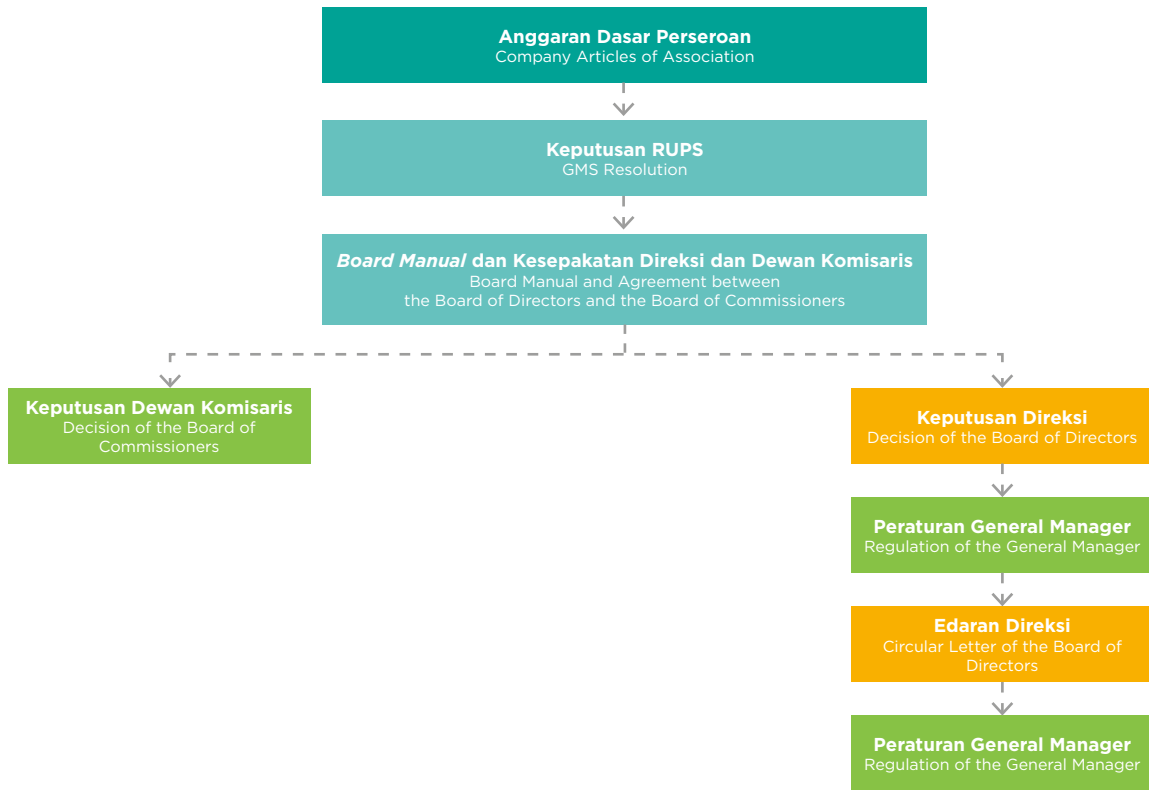 Anggaran Dasar Perseroan
Company Articles of Association
Keputusan RUPS
GMS Resolution
Board Manual dan Kesepakatan Direksi dan Dewan Komisaris
Board Manual and Agreement between
the Board of Directors and the Board of Commissioners
Keputusan Dewan Komisaris
Decision of the Board of
Commissioners
Keputusan Direksi
Decision of the Board of Directors
Peraturan General Manager
Regulation of the General Manager
Edaran Direksi
Circular Letter of the Board of
Directors
Peraturan General Manager
Regulation of the General Manager